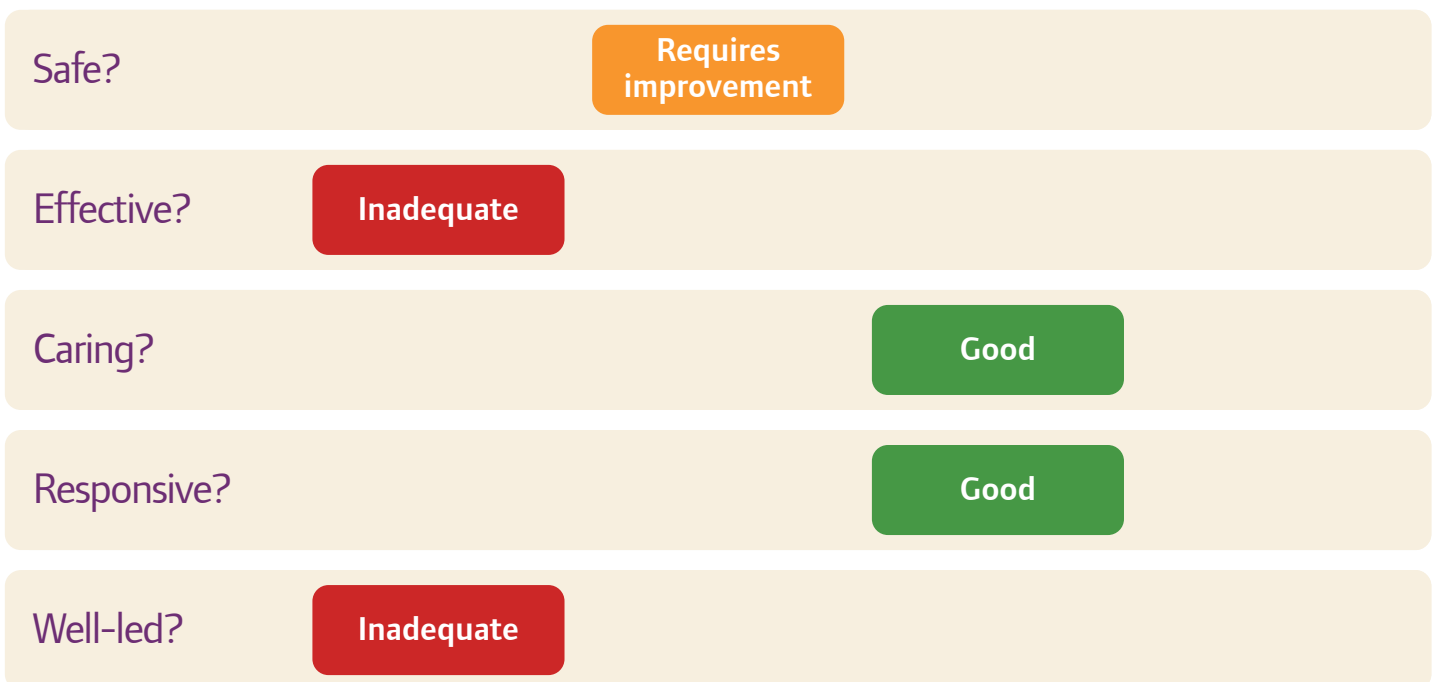 Safe?
Requires
improvement
Effective?
Inadequate
Caring?
Good
Responsive?
Good
Well-led?
Inadequate